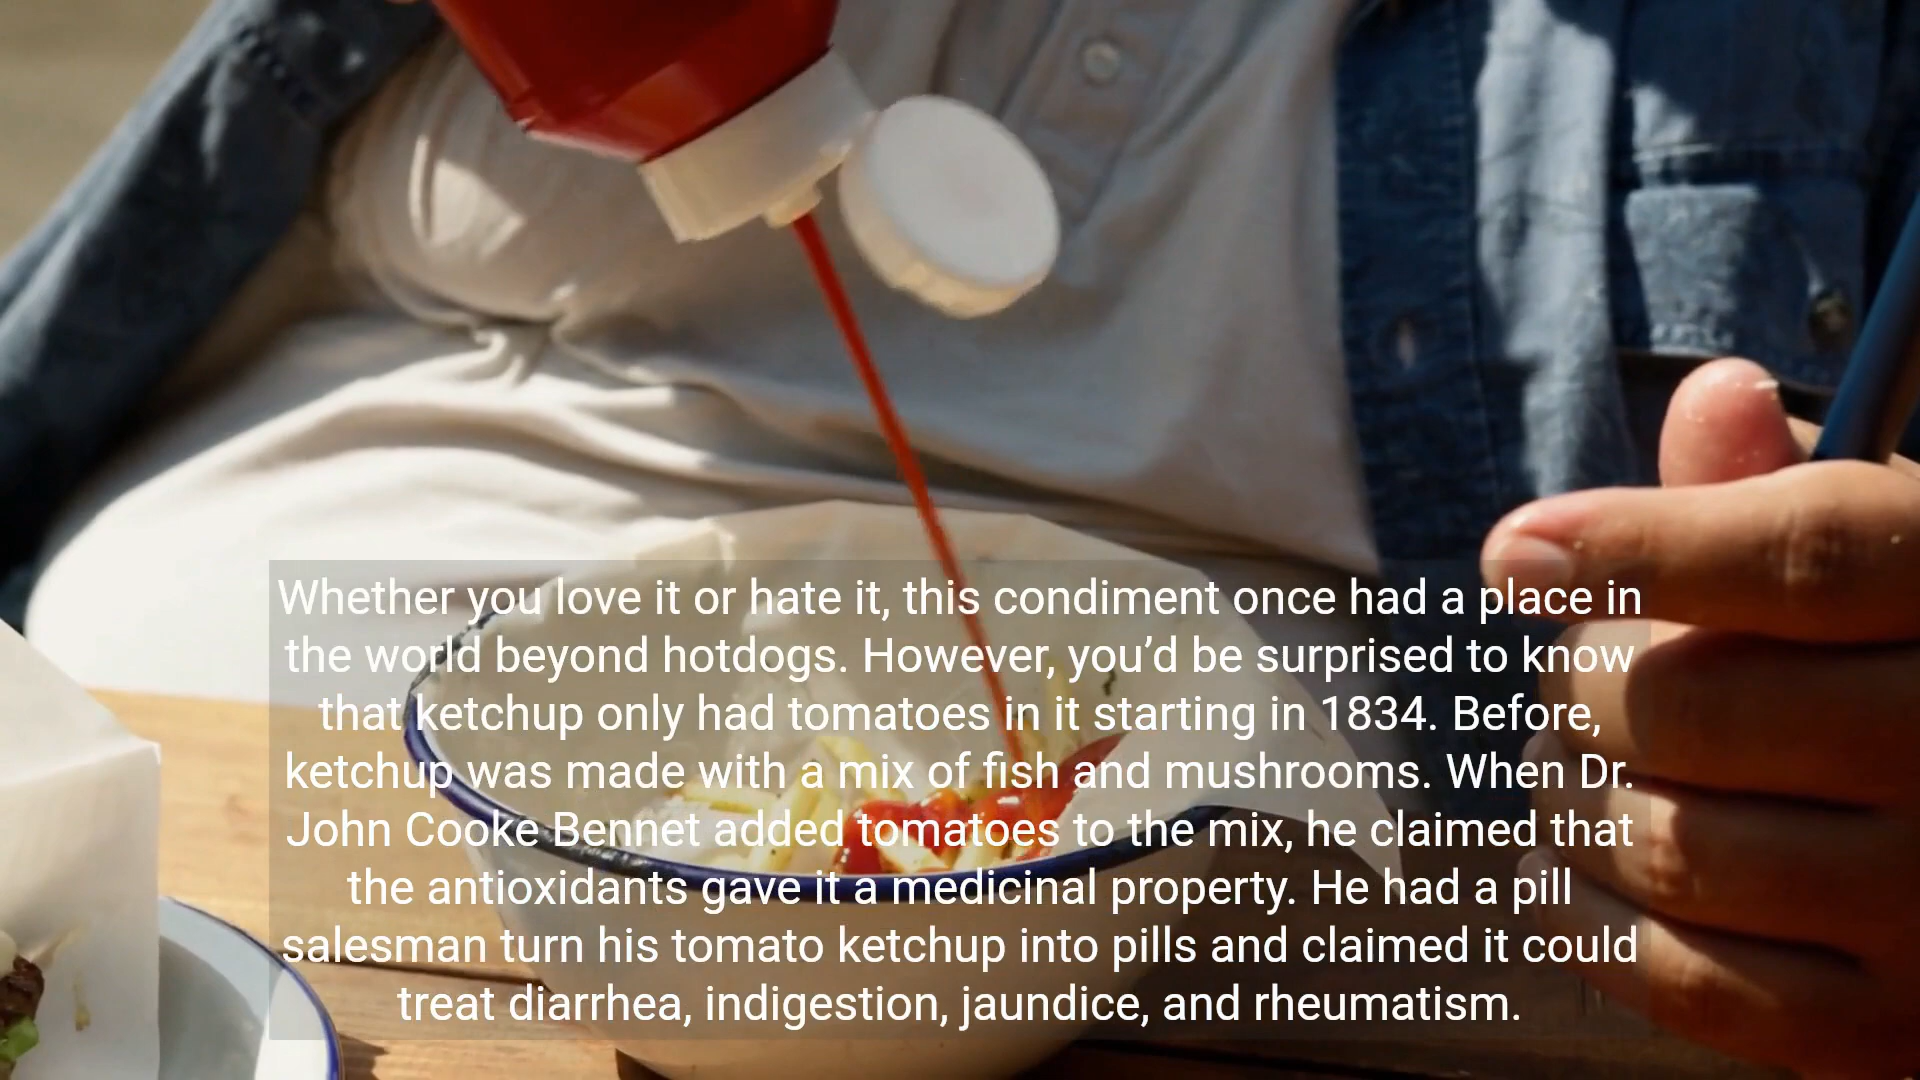 Whether you love it or hate it, this condiment once had a place in
the world beyond hotdogs. However, you’d be surprised to know
that ketchup only had tomatoes in it starting in 1834. Before,
ketchup was made with a mix of fish and mushrooms. When Dr.
John Cooke Bennet added tomatoes to the mix, he claimed that
the antioxidants gave it a medicinal property. He had a pill
salesman turn his tomato ketchup into pills and claimed it could
treat diarrhea, indigestion, jaundice, and rheumatism.